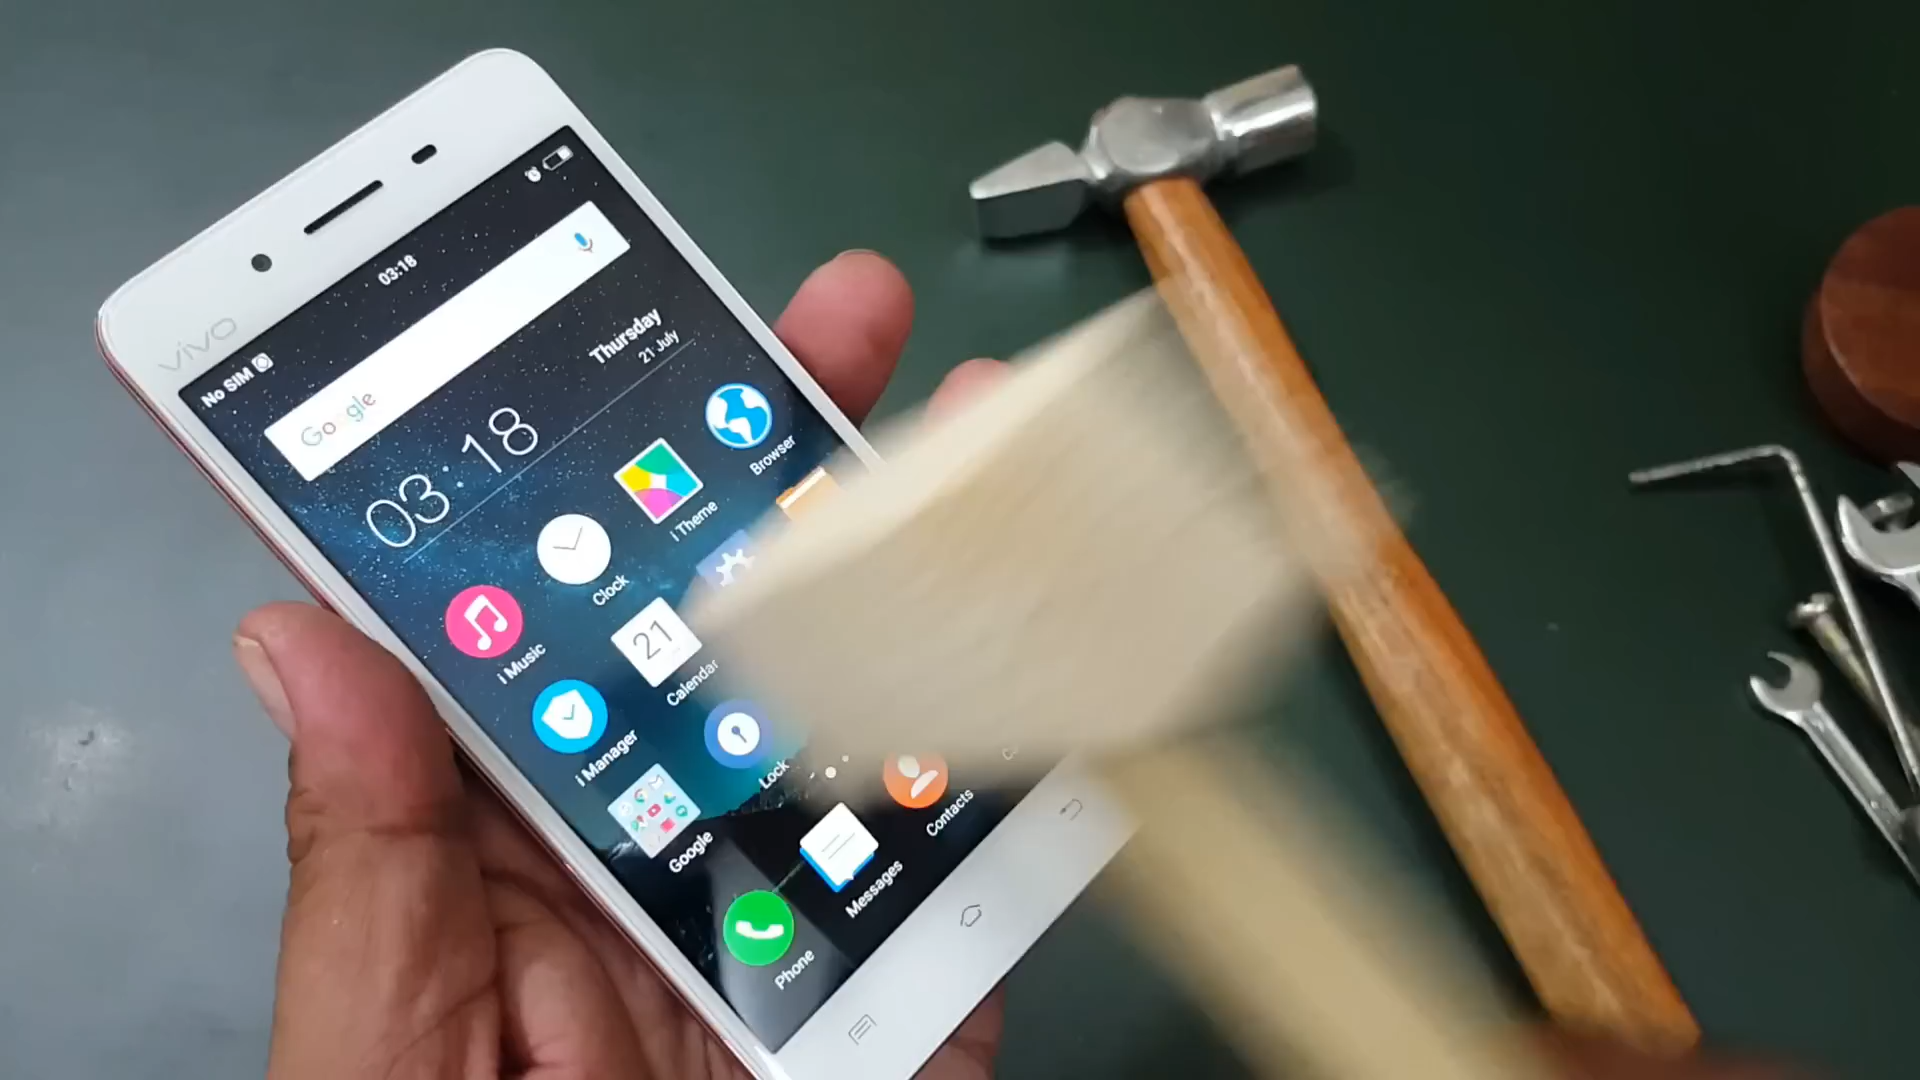 vivo
No SIM
03:18
Google
03:18
Thursday
21 July
i Music
Clock
i Theme
Browser
i Manager
21
Calendar
Google
Lock
Phone
Messages
Contacts